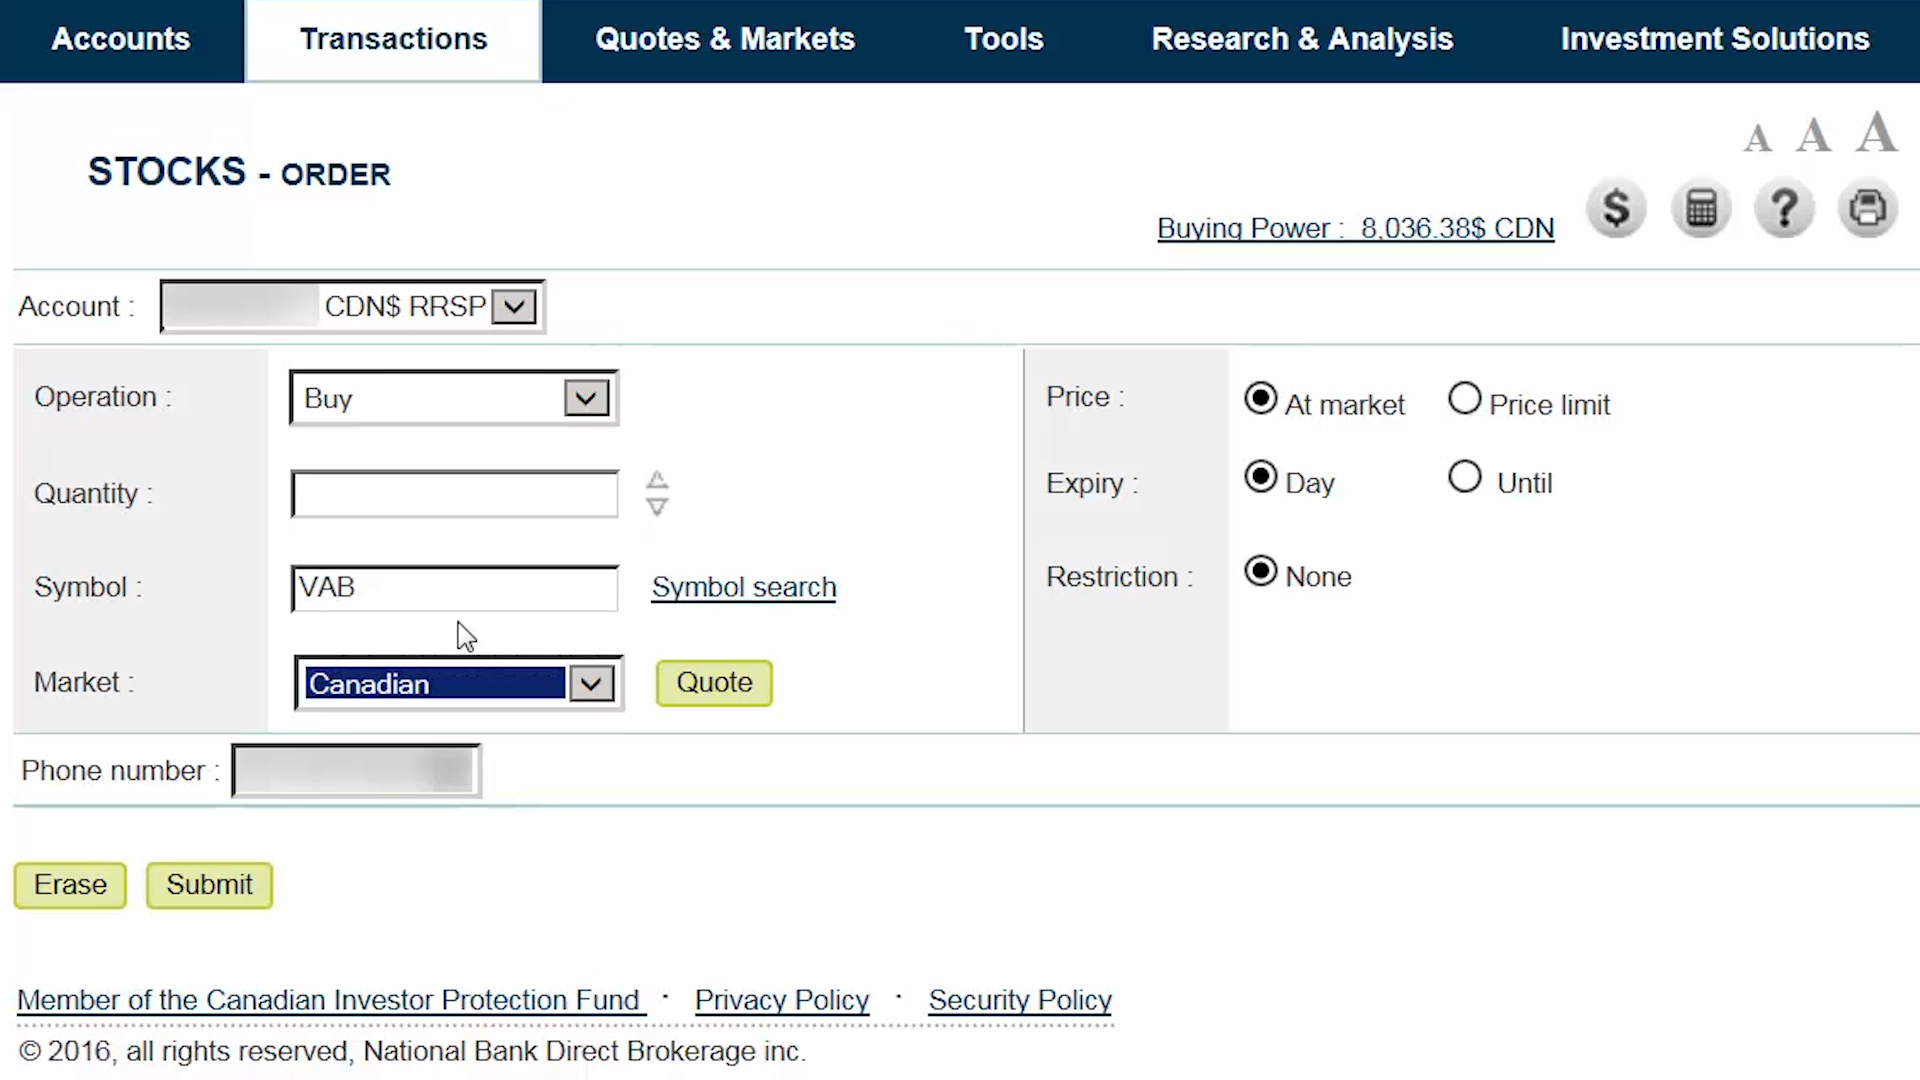 Accounts Transactions Quotes & Markets Tools Research & Analysis Investment Solutions
A A A
STOCKS - ORDER
Buying Power : 8,036.38$ CDN $ ?
Account : CDN$ RRSP
Operation : Buy
Price : At market Price limit
Quantity :
Expiry : Day Until
Symbol : VAB Symbol search
Restriction : None
Market : Canadian Quote
Phone number :
Erase Submit
Member of the Canadian Investor Protection Fund · Privacy Policy · Security Policy
© 2016, all rights reserved, National Bank Direct Brokerage inc.